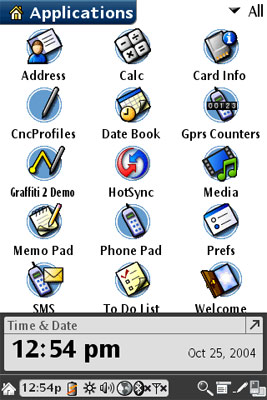 Applications All
Address Calc Card Info
CncProfiles Date Book Gprs Counters
00123
Graffiti 2 Demo HotSync Media
Memo Pad Phone Pad Prefs
SMS To Do List Welcome
Time & Date
12:54 pm Oct 25, 2004
12:54p